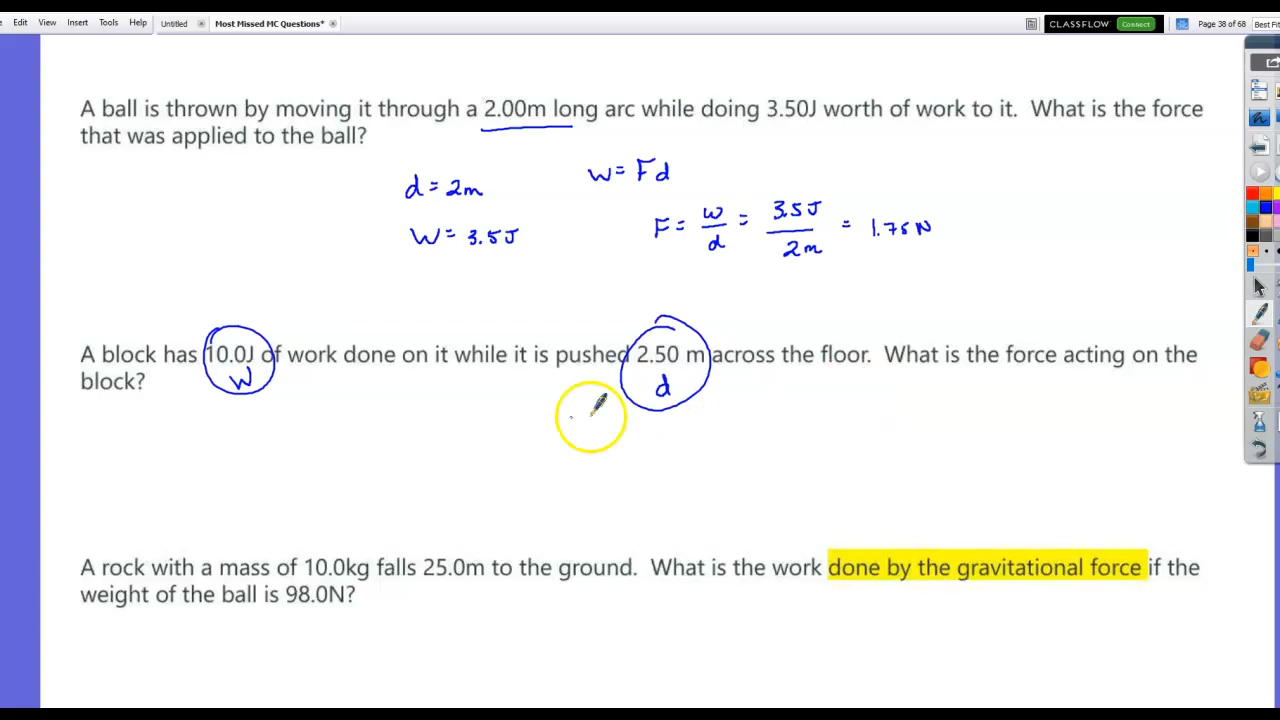 Edit View Insert Tools Help Untitled Most Missed MC Questions* CLASSFLOW Connect Page 38 of 68 Best Fit
A ball is thrown by moving it through a 2.00m long arc while doing 3.50J worth of work to it. What is the force
that was applied to the ball?
d = 2m
W = 3.5J
W = Fd
F = W/d = 3.5J/2m = 1.75N
A block has 10.0J of work done on it while it is pushed 2.50 m across the floor. What is the force acting on the
block?
W d
A rock with a mass of 10.0kg falls 25.0m to the ground. What is the work done by the gravitational force if the
weight of the ball is 98.0N?